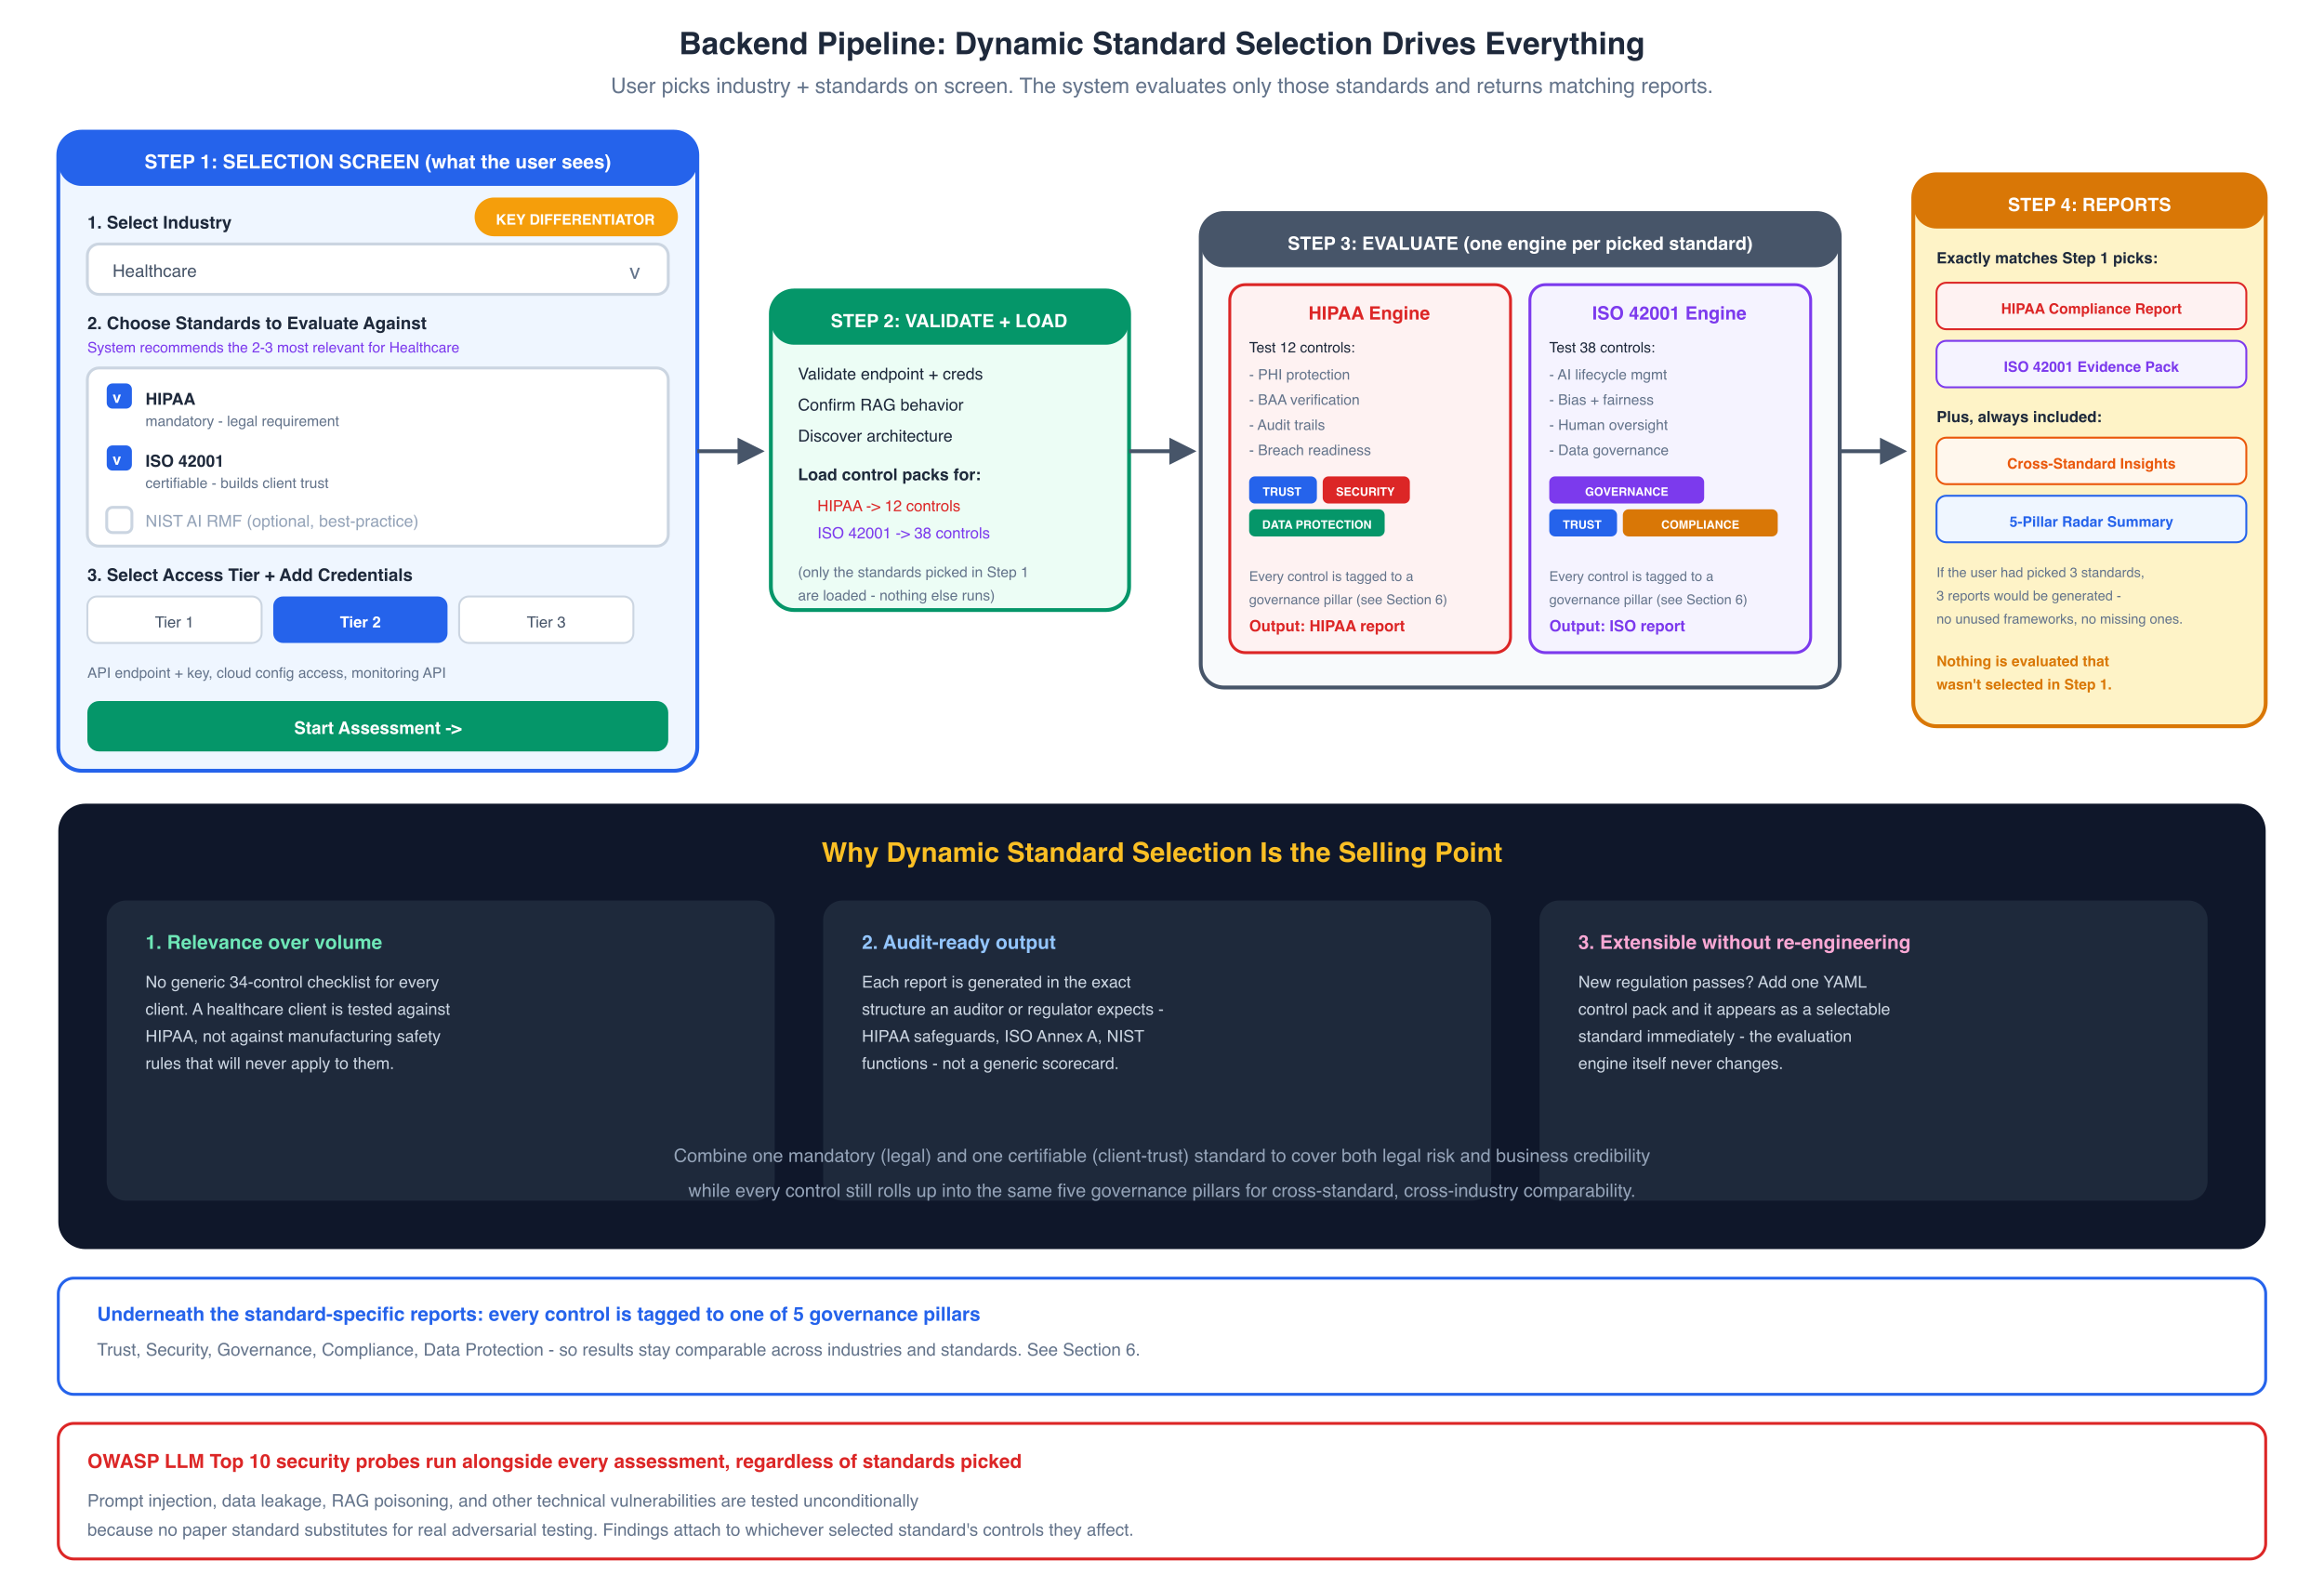 Backend Pipeline: Dynamic Standard Selection Drives Everything
User picks industry + standards on screen. The system evaluates only those standards and returns matching reports.
STEP 1: SELECTION SCREEN (what the user sees)
KEY DIFFERENTIATOR
1. Select Industry
Healthcare v
2. Choose Standards to Evaluate Against
System recommends the 2-3 most relevant for Healthcare
v HIPAA
mandatory - legal requirement
v ISO 42001
certifiable - builds client trust
NIST AI RMF (optional, best-practice)
3. Select Access Tier + Add Credentials
Tier 1 Tier 2 Tier 3
API endpoint + key, cloud config access, monitoring API
Start Assessment ->
STEP 2: VALIDATE + LOAD
Validate endpoint + creds
Confirm RAG behavior
Discover architecture
Load control packs for:
HIPAA -> 12 controls
ISO 42001 -> 38 controls
(only the standards picked in Step 1
are loaded - nothing else runs)
STEP 3: EVALUATE (one engine per picked standard)
HIPAA Engine
Test 12 controls:
- PHI protection
- BAA verification
- Audit trails
- Breach readiness
TRUST SECURITY
DATA PROTECTION
Every control is tagged to a
governance pillar (see Section 6)
Output: HIPAA report
ISO 42001 Engine
Test 38 controls:
- AI lifecycle mgmt
- Bias + fairness
- Human oversight
- Data governance
GOVERNANCE
TRUST COMPLIANCE
Every control is tagged to a
governance pillar (see Section 6)
Output: ISO report
STEP 4: REPORTS
Exactly matches Step 1 picks:
HIPAA Compliance Report
ISO 42001 Evidence Pack
Plus, always included:
Cross-Standard Insights
5-Pillar Radar Summary
If the user had picked 3 standards,
3 reports would be generated -
no unused frameworks, no missing ones.
Nothing is evaluated that
wasn't selected in Step 1.
Why Dynamic Standard Selection Is the Selling Point
1. Relevance over volume
No generic 34-control checklist for every
client. A healthcare client is tested against
HIPAA, not against manufacturing safety
rules that will never apply to them.
2. Audit-ready output
Each report is generated in the exact
structure an auditor or regulator expects -
HIPAA safeguards, ISO Annex A, NIST
functions - not a generic scorecard.
3. Extensible without re-engineering
New regulation passes? Add one YAML
control pack and it appears as a selectable
standard immediately - the evaluation
engine itself never changes.
Combine one mandatory (legal) and one certifiable (client-trust) standard to cover both legal risk and business credibility
while every control still rolls up into the same five governance pillars for cross-standard, cross-industry comparability.
Underneath the standard-specific reports: every control is tagged to one of 5 governance pillars
Trust, Security, Governance, Compliance, Data Protection - so results stay comparable across industries and standards. See Section 6.
OWASP LLM Top 10 security probes run alongside every assessment, regardless of standards picked
Prompt injection, data leakage, RAG poisoning, and other technical vulnerabilities are tested unconditionally
because no paper standard substitutes for real adversarial testing. Findings attach to whichever selected standard's controls they affect.